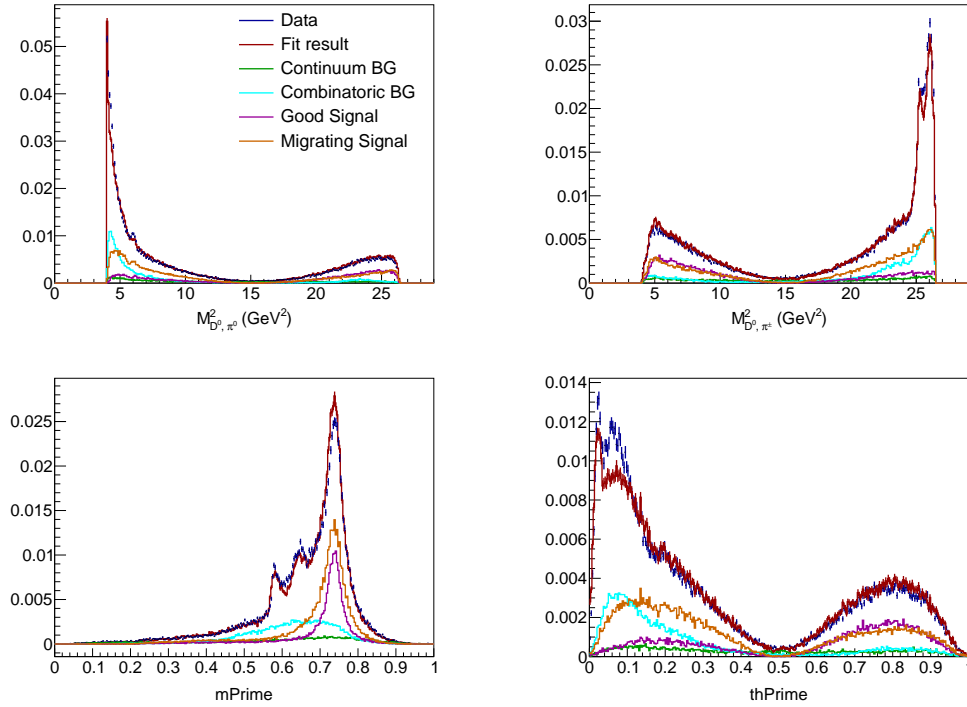 0.05
0.04
0.03
0.02
0.01
0
0 5 10 15 20 25
M²_{D⁰, π⁰} (GeV²)
Data
Fit result
Continuum BG
Combinatoric BG
Good Signal
Migrating Signal
0.03
0.025
0.02
0.015
0.01
0.005
0
0 5 10 15 20 25
M²_{D⁰, π±} (GeV²)
0.025
0.02
0.015
0.01
0.005
0
0 0.1 0.2 0.3 0.4 0.5 0.6 0.7 0.8 0.9 1
mPrime
0.014
0.012
0.01
0.008
0.006
0.004
0.002
0
0 0.1 0.2 0.3 0.4 0.5 0.6 0.7 0.8 0.9
thPrime